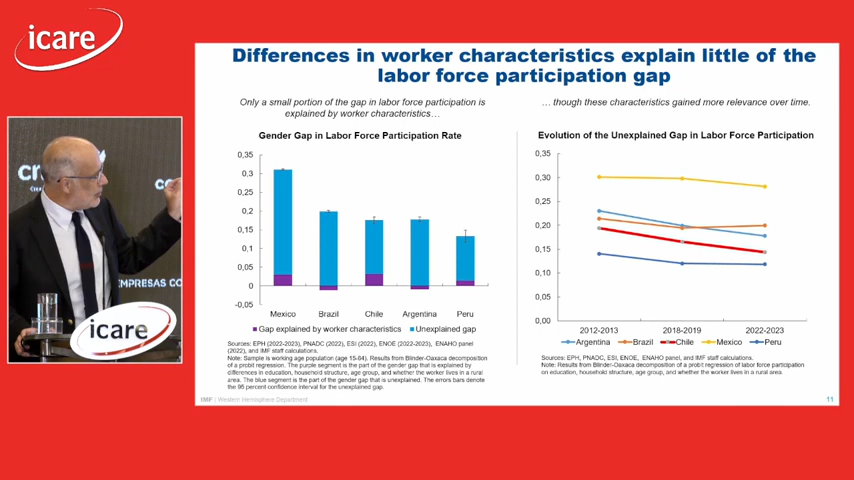 icare
Differences in worker characteristics explain little of the
labor force participation gap
Only a small portion of the gap in labor force participation is
explained by worker characteristics…
… though these characteristics gained more relevance over time.
Gender Gap in Labor Force Participation Rate
0,35
0,3
0,25
0,2
0,15
0,1
0,05
0
-0,05
Mexico Brazil Chile Argentina Peru
Gap explained by worker characteristics Unexplained gap
Sources: EPH (2022-2023), PNADC (2022), ESI (2022), ENOE (2022-2023), ENAHO panel
(2022), and IMF staff calculations.
Note: Sample is working age population (age 15-64). Results from Blinder-Oaxaca decomposition
of a probit regression. The purple segment is the part of the gender gap that is explained by
differences in education, household structure, age group, and whether the worker lives in a rural
area. The blue segment is the part of the gender gap that is unexplained. The errors bars denote
the 95 percent confidence interval for the unexplained gap.
Evolution of the Unexplained Gap in Labor Force Participation
0,35
0,30
0,25
0,20
0,15
0,10
0,05
0,00
2012-2013 2018-2019 2022-2023
Argentina Brazil Chile Mexico Peru
Sources: EPH, PNADC, ESI, ENOE, ENAHO panel, and IMF staff calculations.
Note: Results from Blinder-Oaxaca decomposition of a probit regression of labor force participation
on education, household structure, age group, and whether the worker lives in a rural area.
IMF | Western Hemisphere Department
11
EMPRESAS CO
icare